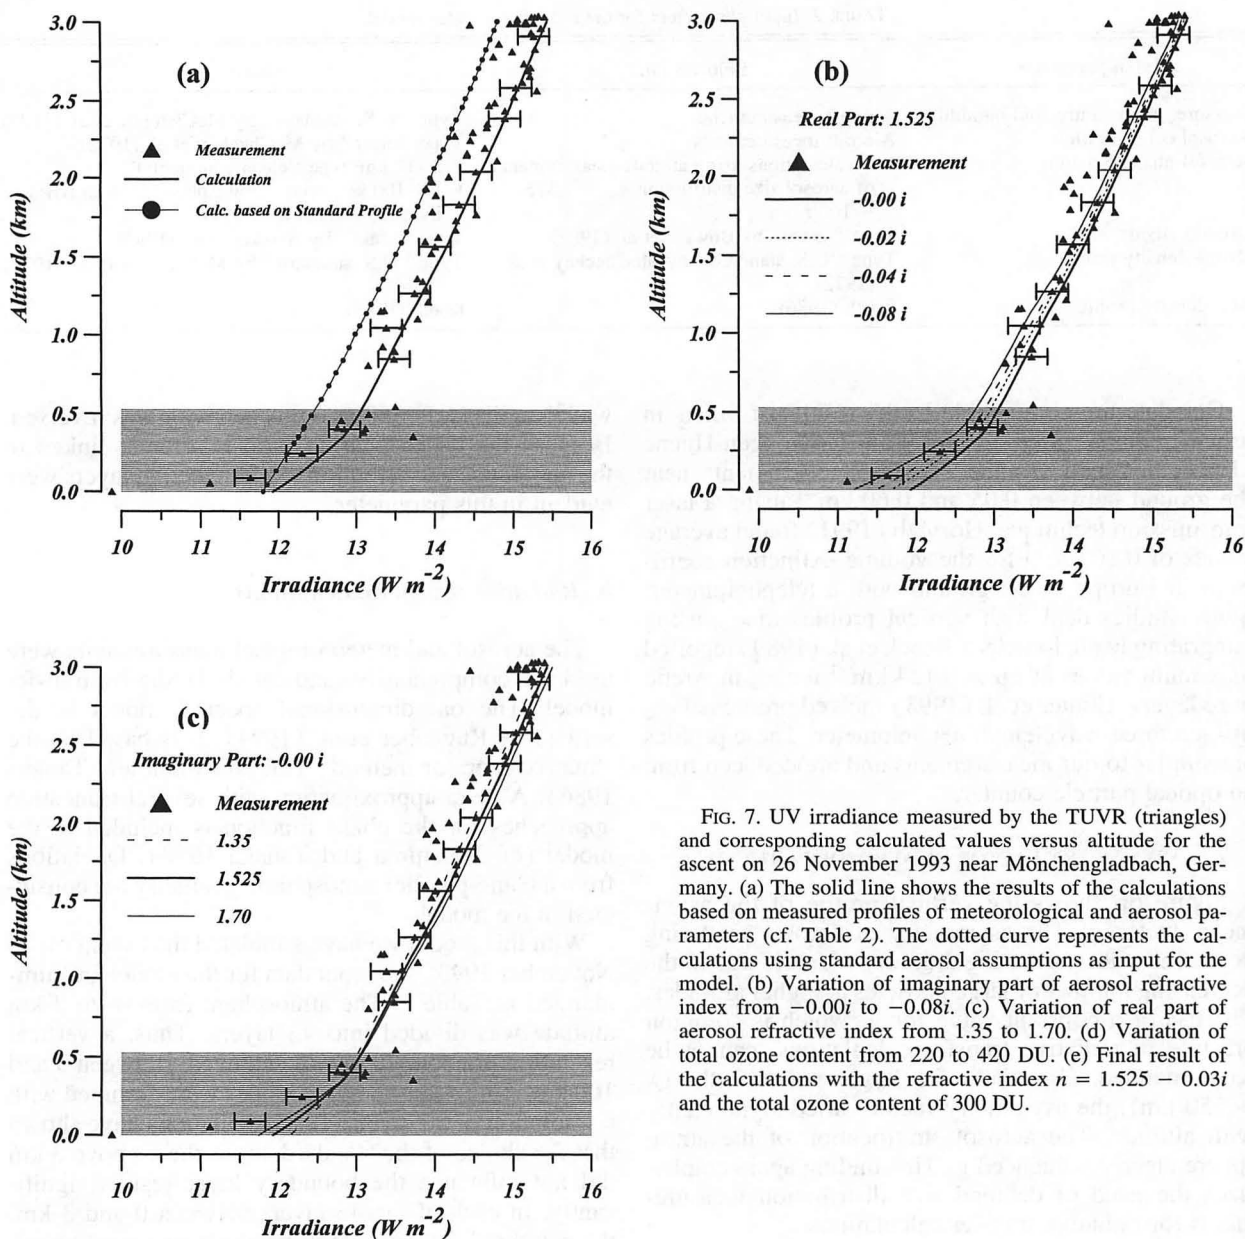 3.0
2.5
2.0
1.5
1.0
0.5
0.0
Altitude (km)
(a)
Measurement
Calculation
Calc. based on Standard Profile
10 11 12 13 14 15 16
Irradiance (W m-2)
3.0
2.5
2.0
1.5
1.0
0.5
0.0
Altitude (km)
(b)
Real Part: 1.525
Measurement
-0.00 i
-0.02 i
-0.04 i
-0.08 i
10 11 12 13 14 15 16
Irradiance (W m-2)
3.0
2.5
2.0
1.5
1.0
0.5
0.0
Altitude (km)
(c)
Imaginary Part: -0.00 i
Measurement
1.35
1.525
1.70
10 11 12 13 14 15 16
Irradiance (W m-2)
FIG. 7. UV irradiance measured by the TUVR (triangles)
and corresponding calculated values versus altitude for the
ascent on 26 November 1993 near Mönchengladbach, Ger-
many. (a) The solid line shows the results of the calculations
based on measured profiles of meteorological and aerosol pa-
rameters (cf. Table 2). The dotted curve represents the cal-
culations using standard aerosol assumptions as input for the
model. (b) Variation of imaginary part of aerosol refractive
index from −0.00i to −0.08i. (c) Variation of real part of
aerosol refractive index from 1.35 to 1.70. (d) Variation of
total ozone content from 220 to 420 DU. (e) Final result of
the calculations with the refractive index n = 1.525 − 0.03i
and the total ozone content of 300 DU.